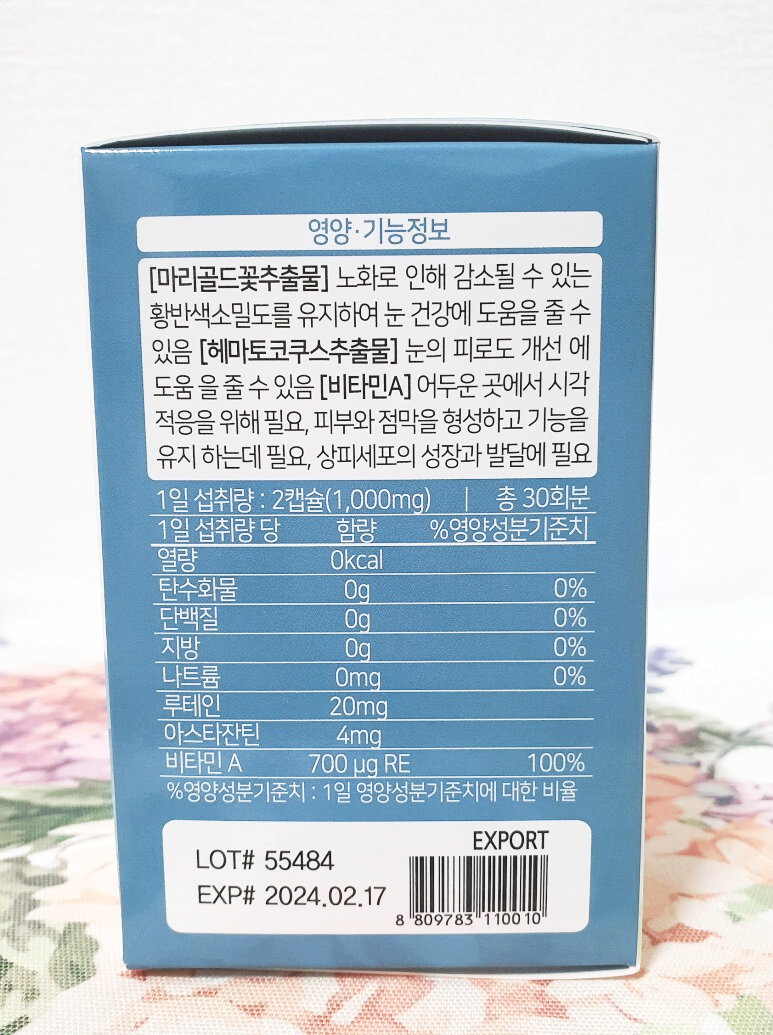 영양·기능정보
[마리골드꽃추출물] 노화로 인해 감소될 수 있는
황반색소밀도를 유지하여 눈 건강에 도움을 줄 수
있음 [헤마토코쿠스추출물] 눈의 피로도 개선 에
도움 을 줄 수 있음 [비타민A] 어두운 곳에서 시각
적응을 위해 필요, 피부와 점막을 형성하고 기능을
유지 하는데 필요, 상피세포의 성장과 발달에 필요
1일 섭취량 : 2캡슐(1,000mg) | 총 30회분
1일 섭취량 당 함량 %영양성분기준치
열량 0kcal
탄수화물 0g 0%
단백질 0g 0%
지방 0g 0%
나트륨 0mg 0%
루테인 20mg
아스타잔틴 4mg
비타민 A 700 µg RE 100%
%영양성분기준치 : 1일 영양성분기준치에 대한 비율
EXPORT
LOT# 55484
EXP# 2024.02.17
8 809783 110010